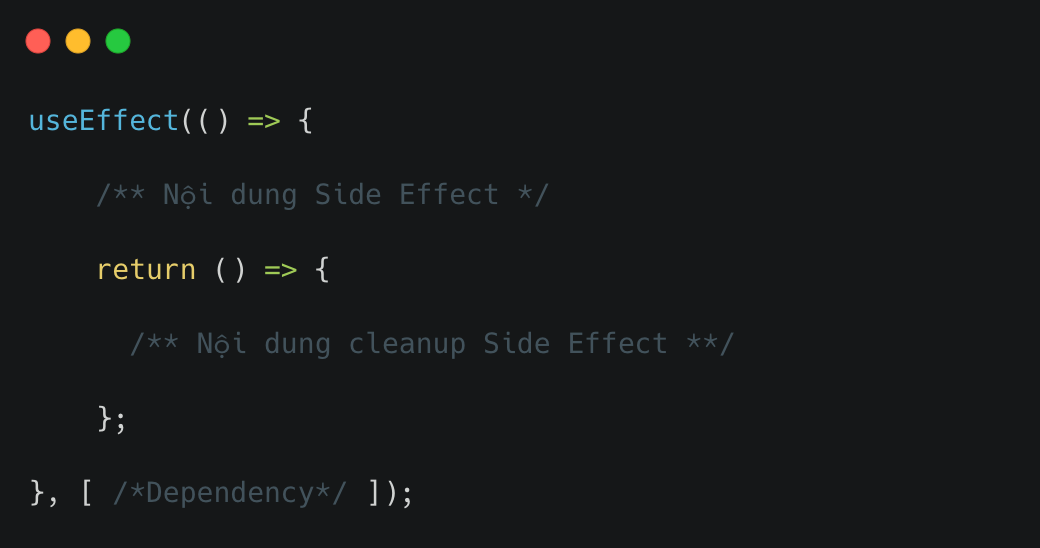 useEffect(() => {
/** Nội dung Side Effect */
return () => {
/** Nội dung cleanup Side Effect **/
};
}, [ /*Dependency*/ ]);